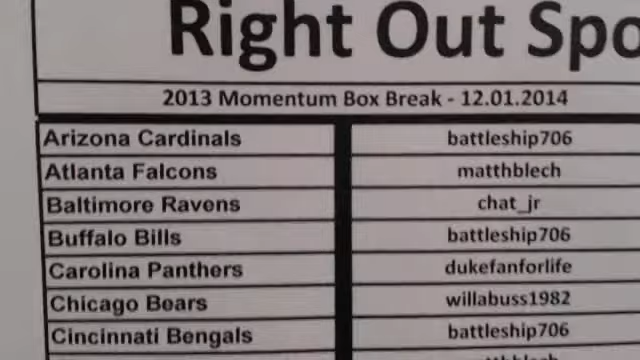 Right Out Spo
2013 Momentum Box Break - 12.01.2014
Arizona Cardinals battleship706
Atlanta Falcons matthblech
Baltimore Ravens chat_jr
Buffalo Bills battleship706
Carolina Panthers dukefanforlife
Chicago Bears willabuss1982
Cincinnati Bengals battleship706